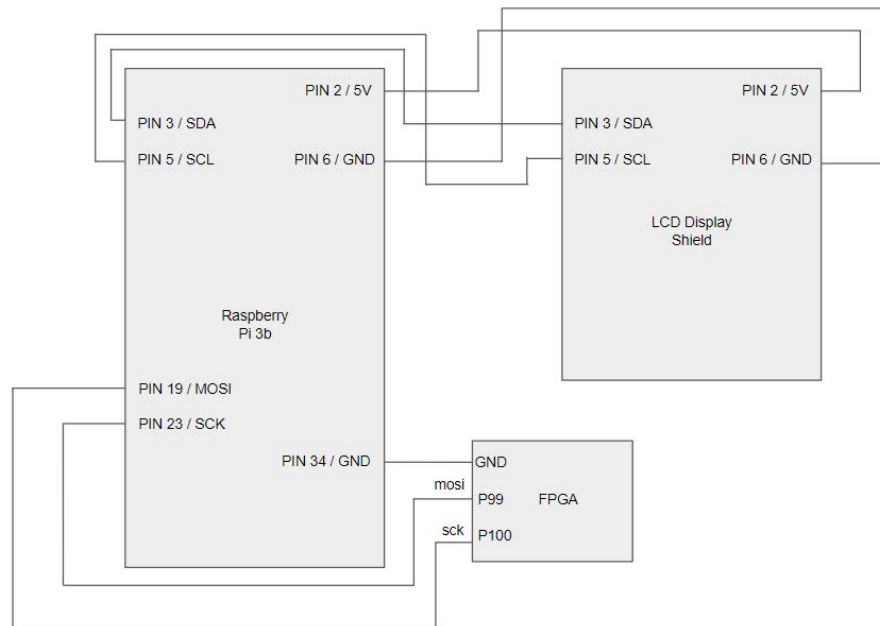 PIN 2 / 5V
PIN 3 / SDA
PIN 5 / SCL
PIN 6 / GND
Raspberry
Pi 3b
PIN 19 / MOSI
PIN 23 / SCK
PIN 34 / GND
PIN 2 / 5V
PIN 3 / SDA
PIN 5 / SCL
PIN 6 / GND
LCD Display
Shield
GND
mosi
P99
FPGA
sck
P100